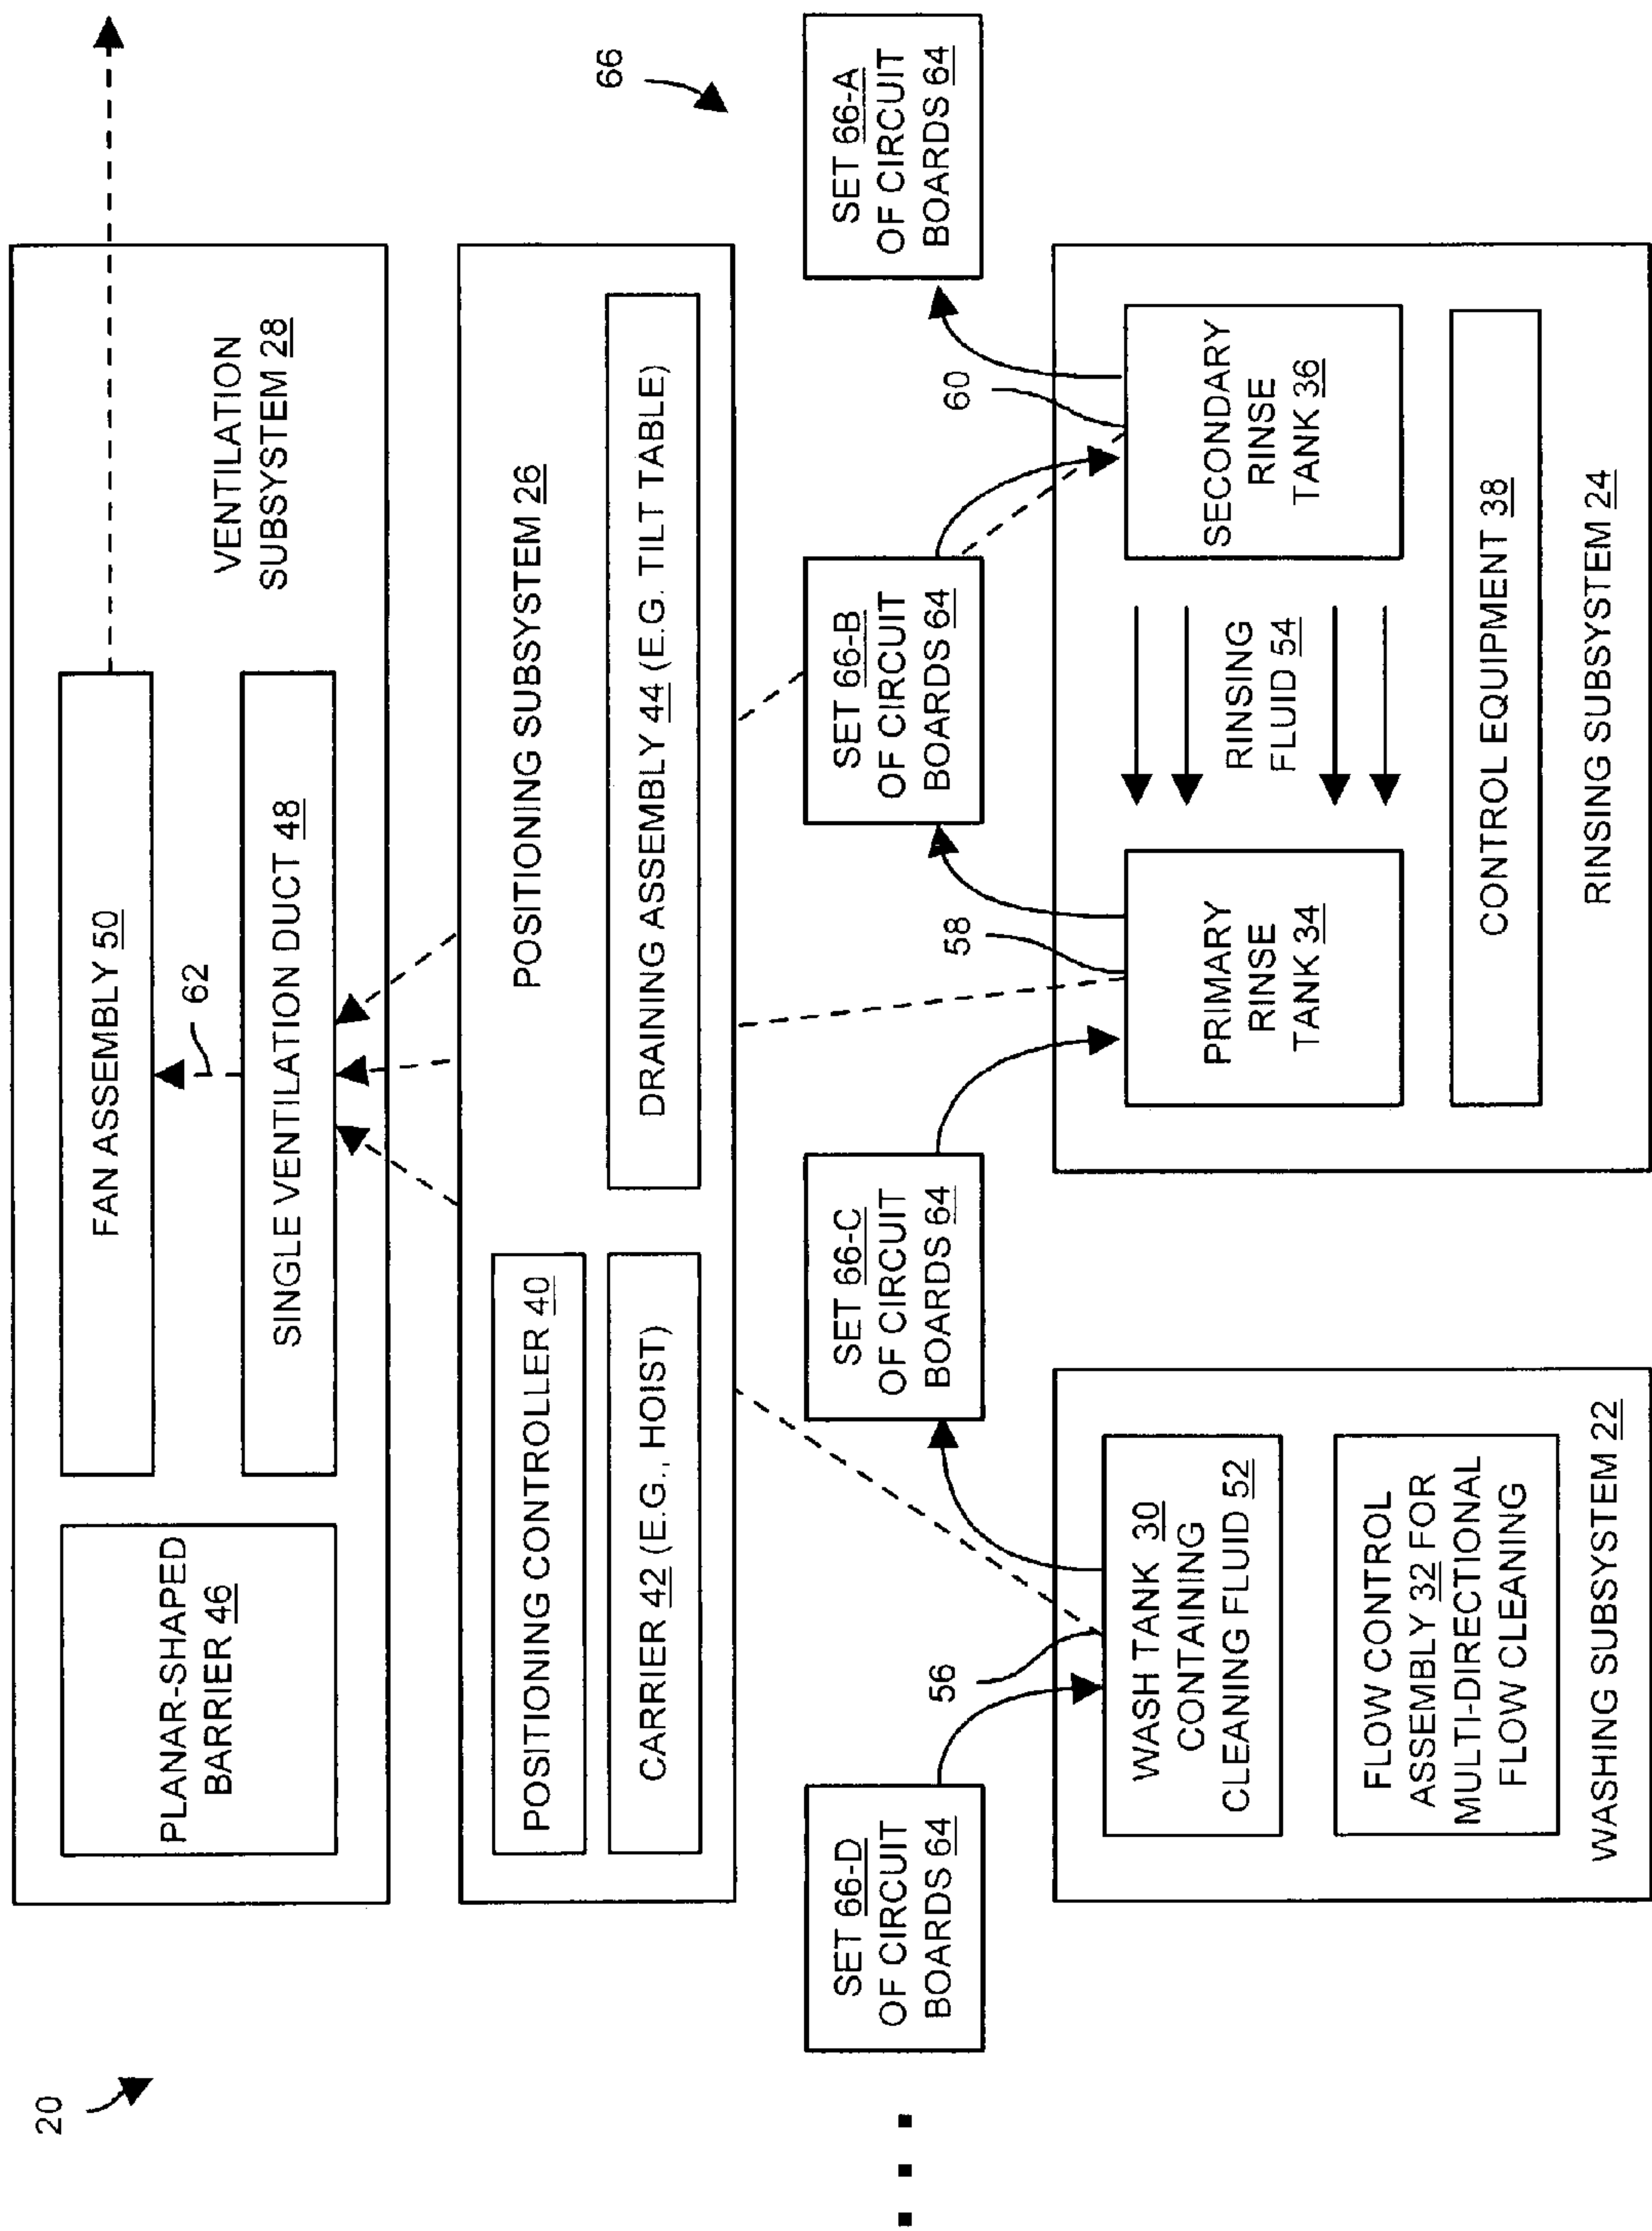 20
PLANAR-SHAPED
BARRIER 46
FAN ASSEMBLY 50
62
SINGLE VENTILATION DUCT 48
VENTILATION
SUBSYSTEM 28
POSITIONING CONTROLLER 40
CARRIER 42 (E.G., HOIST)
POSITIONING SUBSYSTEM 26
DRAINING ASSEMBLY 44 (E.G. TILT TABLE)
66
SET 66-D
OF CIRCUIT
BOARDS 64
SET 66-C
OF CIRCUIT
BOARDS 64
SET 66-B
OF CIRCUIT
BOARDS 64
SET 66-A
OF CIRCUIT
BOARDS 64
56
58
60
WASH TANK 30
CONTAINING
CLEANING FLUID 52
FLOW CONTROL
ASSEMBLY 32 FOR
MULTI-DIRECTIONAL
FLOW CLEANING
WASHING SUBSYSTEM 22
PRIMARY
RINSE
TANK 34
RINSING
FLUID 54
SECONDARY
RINSE
TANK 36
CONTROL EQUIPMENT 38
RINSING SUBSYSTEM 24